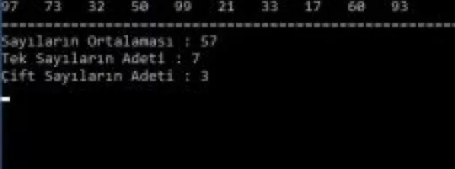 97 73 32 50 99 21 33 17 60 93
Sayıların Ortalaması : 57
Tek Sayıların Adeti : 7
Çift Sayıların Adeti : 3